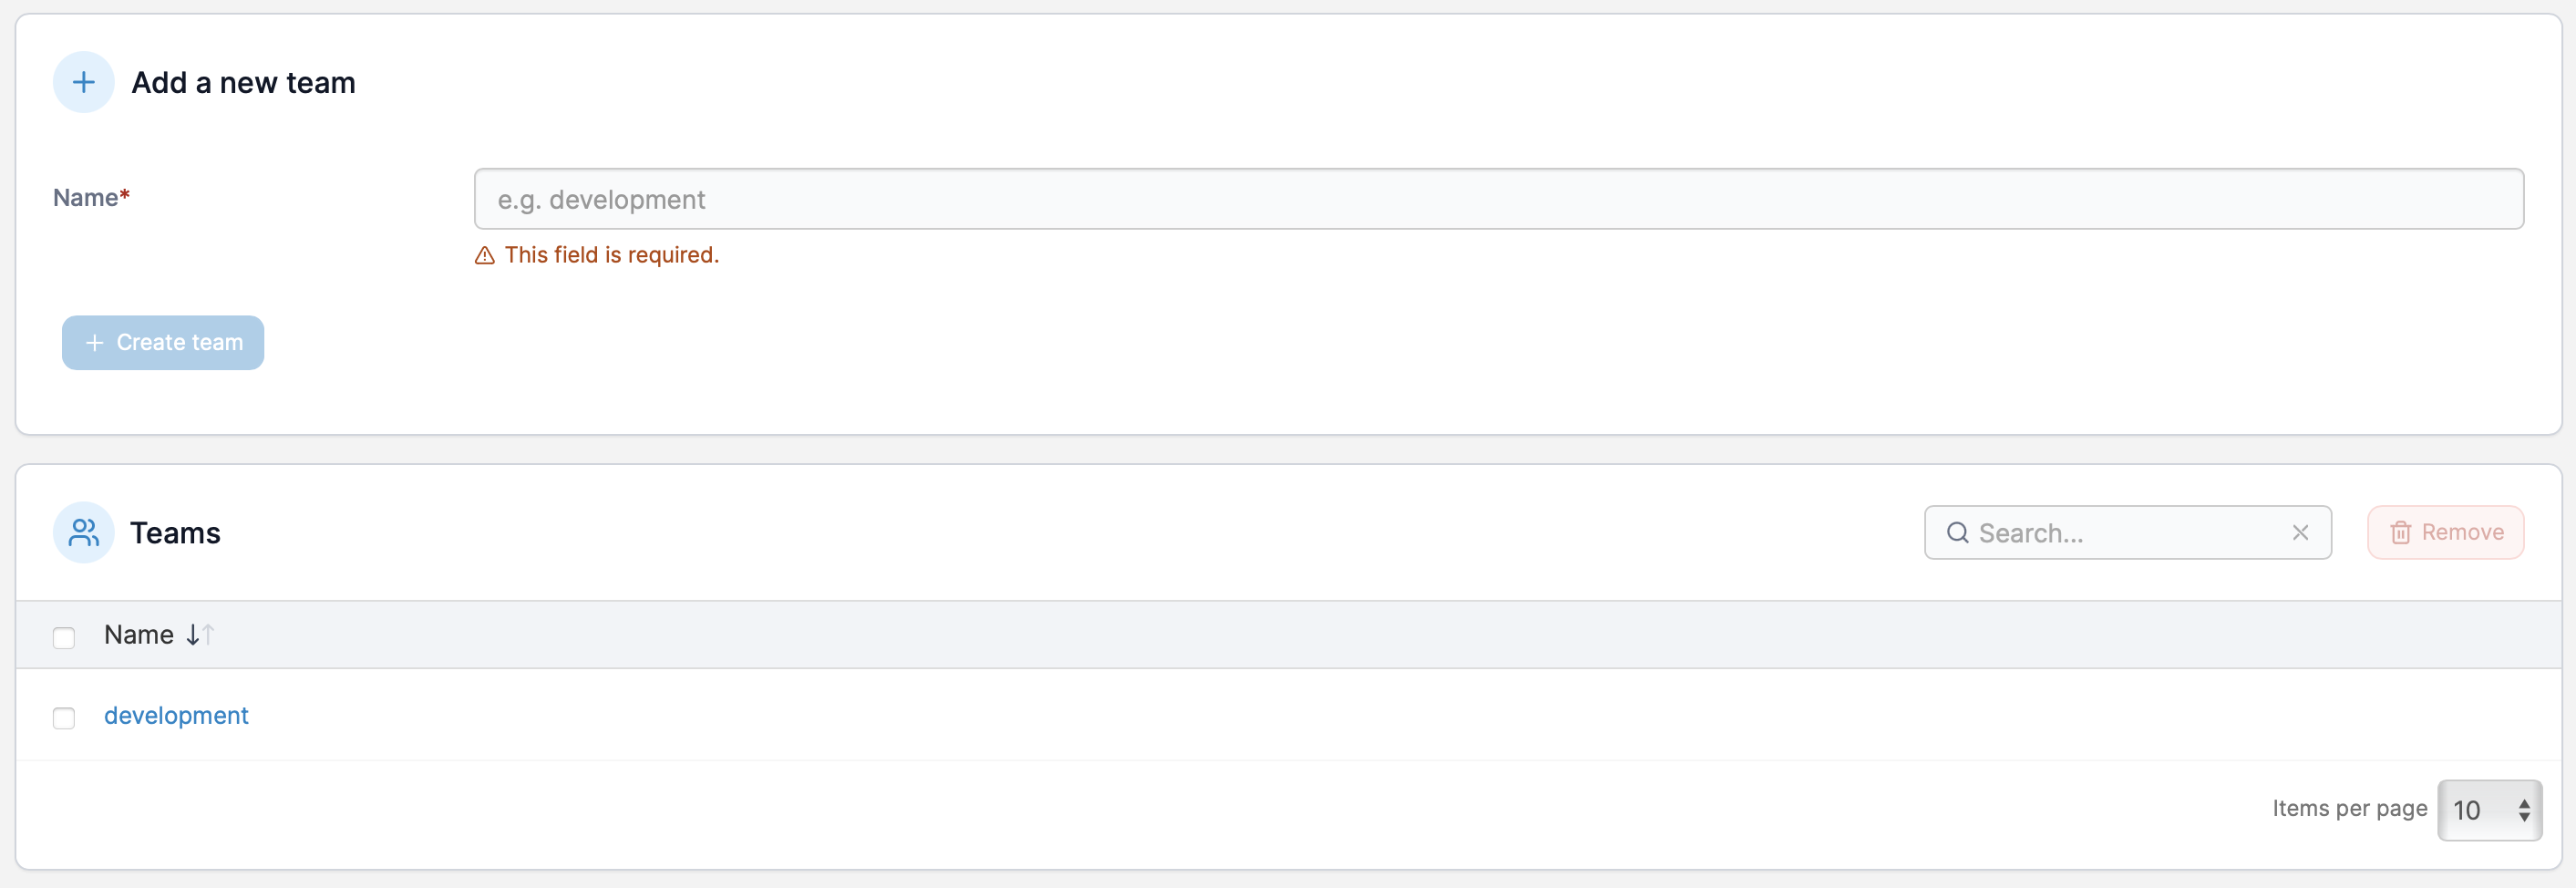 Add a new team
Name*
e.g. development
This field is required.
Create team
Teams
Search...
Remove
Name
development
Items per page
10